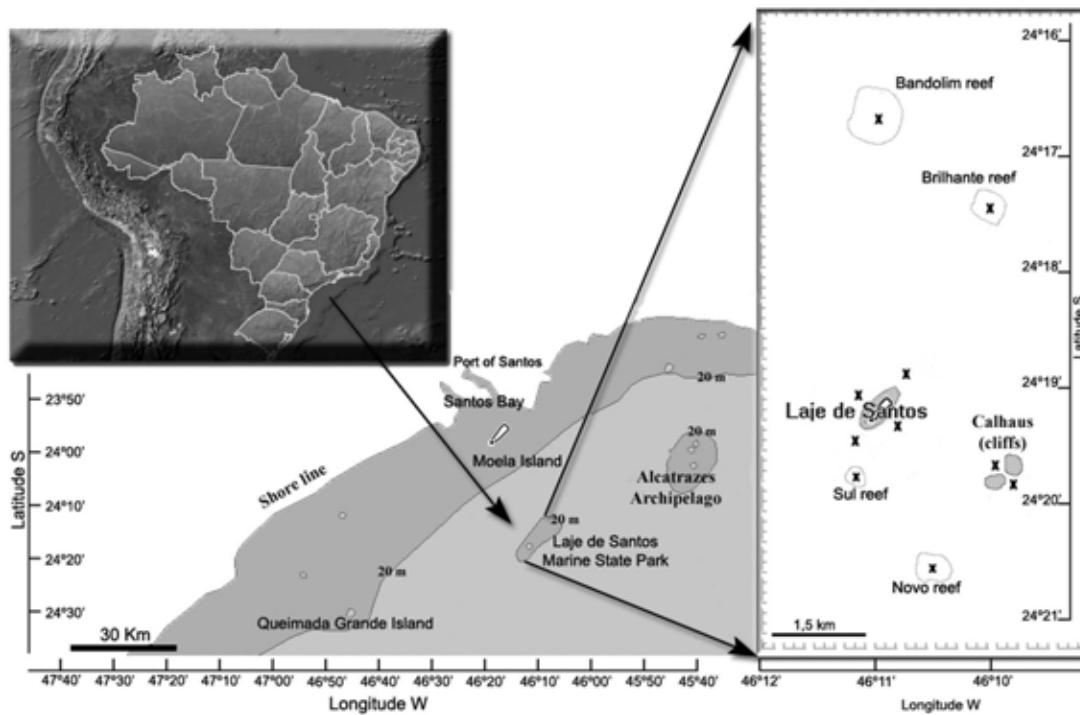 Port of Santos
Santos Bay
Moela Island
Shore line
20 m
20 m
Alcatrazes
Archipelago
20 m
Laje de Santos
Marine State Park
20 m
Queimada Grande Island
30 Km
Latitude S
23°50'
24°00'
24°10'
24°20'
24°30'
47°40' 47°30' 47°20' 47°10' 47°00' 46°50' 46°40' 46°30' 46°20' 46°10' 46°00' 45°50' 45°40'
Longitude W
Bandolim reef
Brilhante reef
Laje de Santos
Calhaus
(cliffs)
Sul reef
Novo reef
1,5 km
24°16'
24°17'
24°18'
Latitude S
24°19'
24°20'
24°21'
46°12' 46°11' 46°10'
Longitude W